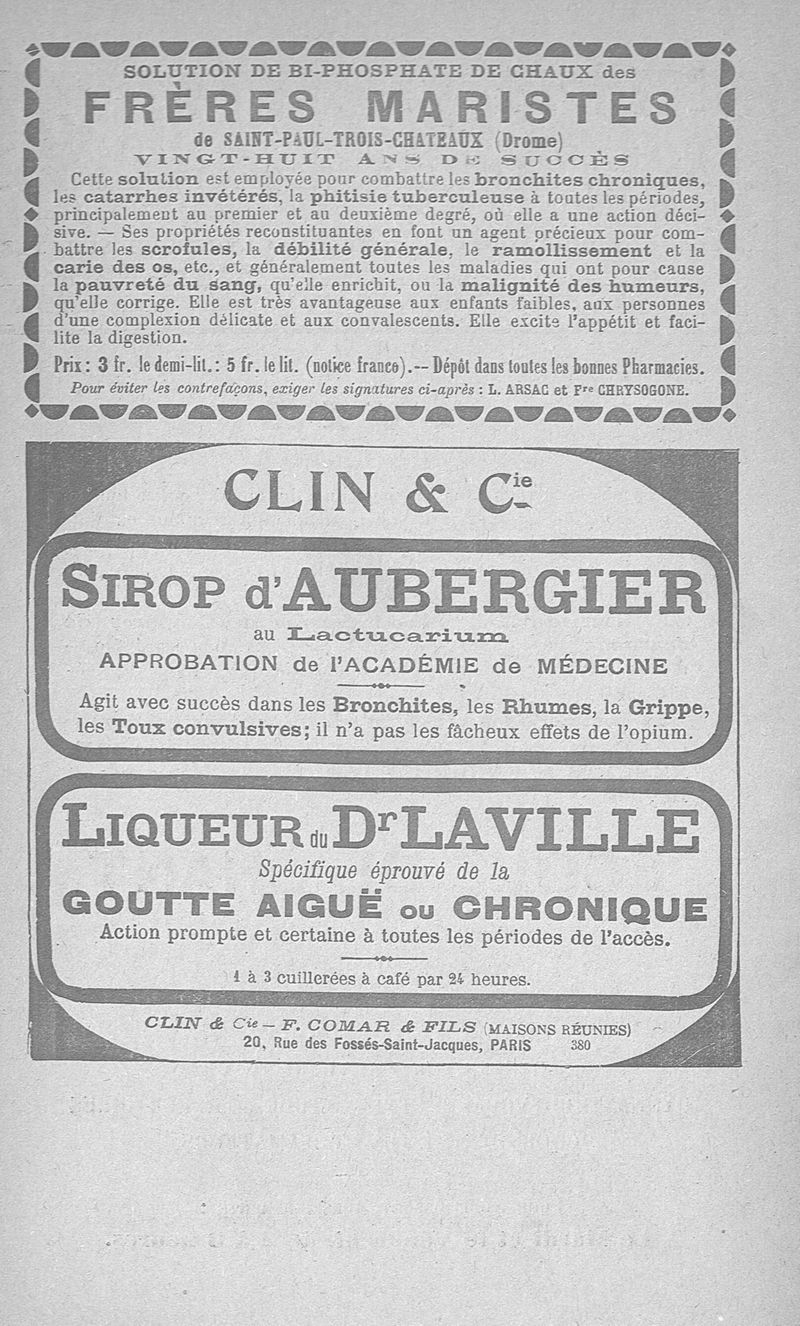 SOLUTION DE BI-PHOSPHATE DE CHAUX des
FRÈRES MARISTES
de SAINT-PAUL-TROIS-CHATEAUX (Drome)
VINGT-HUIT ANS DE SUCCÈS
Cette solution est employée pour combattre les bronchites chroniques,
les catarrhes invétérés, la phitisie tuberculeuse à toutes les périodes,
principalement au premier et au deuxième degré, où elle a une action déci-
sive. — Ses propriétés reconstituantes en font un agent précieux pour com-
battre les scrofules, la débilité générale, le ramollissement et la
carie des os, etc., et généralement toutes les maladies qui ont pour cause
la pauvreté du sang, qu'elle enrichit, ou la malignité des humeurs,
qu'elle corrige. Elle est très avantageuse aux enfants faibles, aux personnes
d'une complexion délicate et aux convalescents. Elle excite l'appétit et faci-
lite la digestion.
Prix: 3 fr. le demi-lit.: 5 fr. le lit. (notice franco).-- Dépôt dans toutes les bonnes Pharmacies.
Pour éviter les contrefaçons, exiger les signatures ci-après : L. ARSAC et Fre CHRYSOGONE.
CLIN & Cie
SIROP d'AUBERGIER
au Lactucarium
APPROBATION de l'ACADÉMIE de MÉDECINE
Agit avec succès dans les Bronchites, les Rhumes, la Grippe,
les Toux convulsives; il n'a pas les fâcheux effets de l'opium.
LIQUEUR du Dr LAVILLE
Spécifique éprouvé de la
GOUTTE AIGUË OU CHRONIQUE
Action prompte et certaine à toutes les périodes de l'accès.
1 à 3 cuillerées à café par 24 heures.
CLIN & Cie — F. COMAR & FILS (MAISONS RÉUNIES)
20, Rue des Fossés-Saint-Jacques, PARIS 380